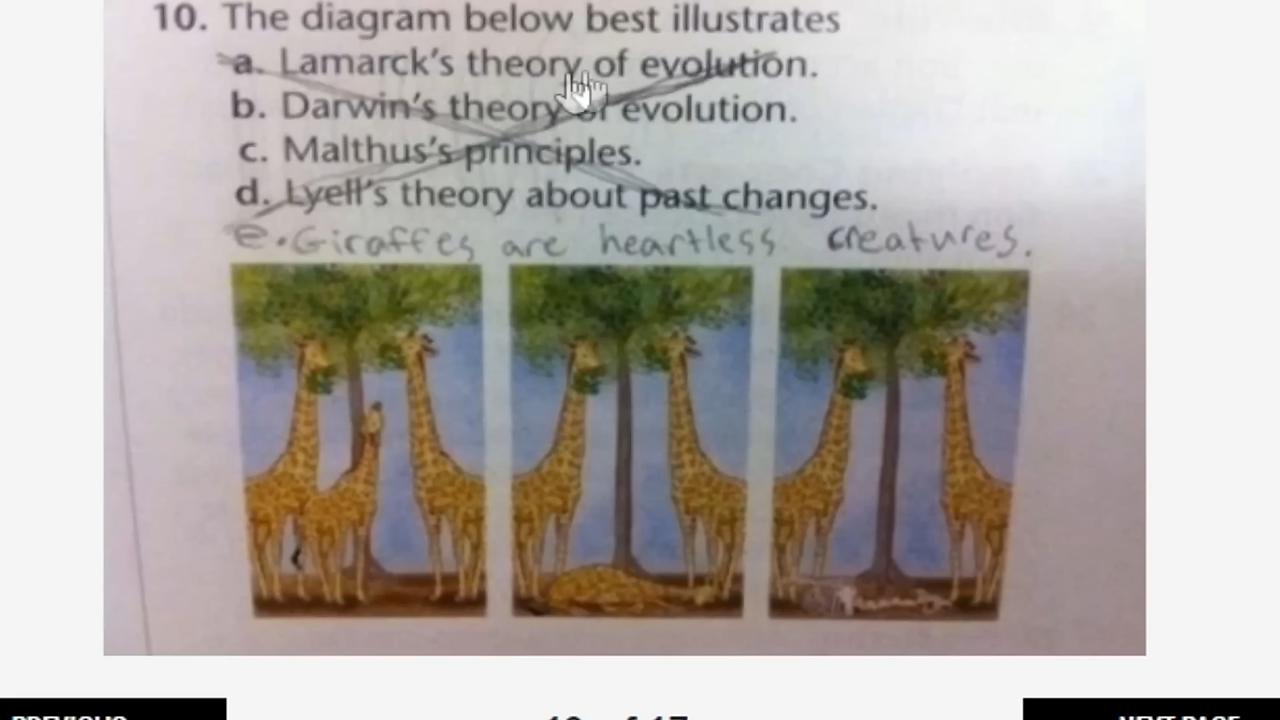 10. The diagram below best illustrates
a. Lamarck's theory of evolution.
b. Darwin's theory of evolution.
c. Malthus's principles.
d. Lyell's theory about past changes.
e. Giraffes are heartless creatures.